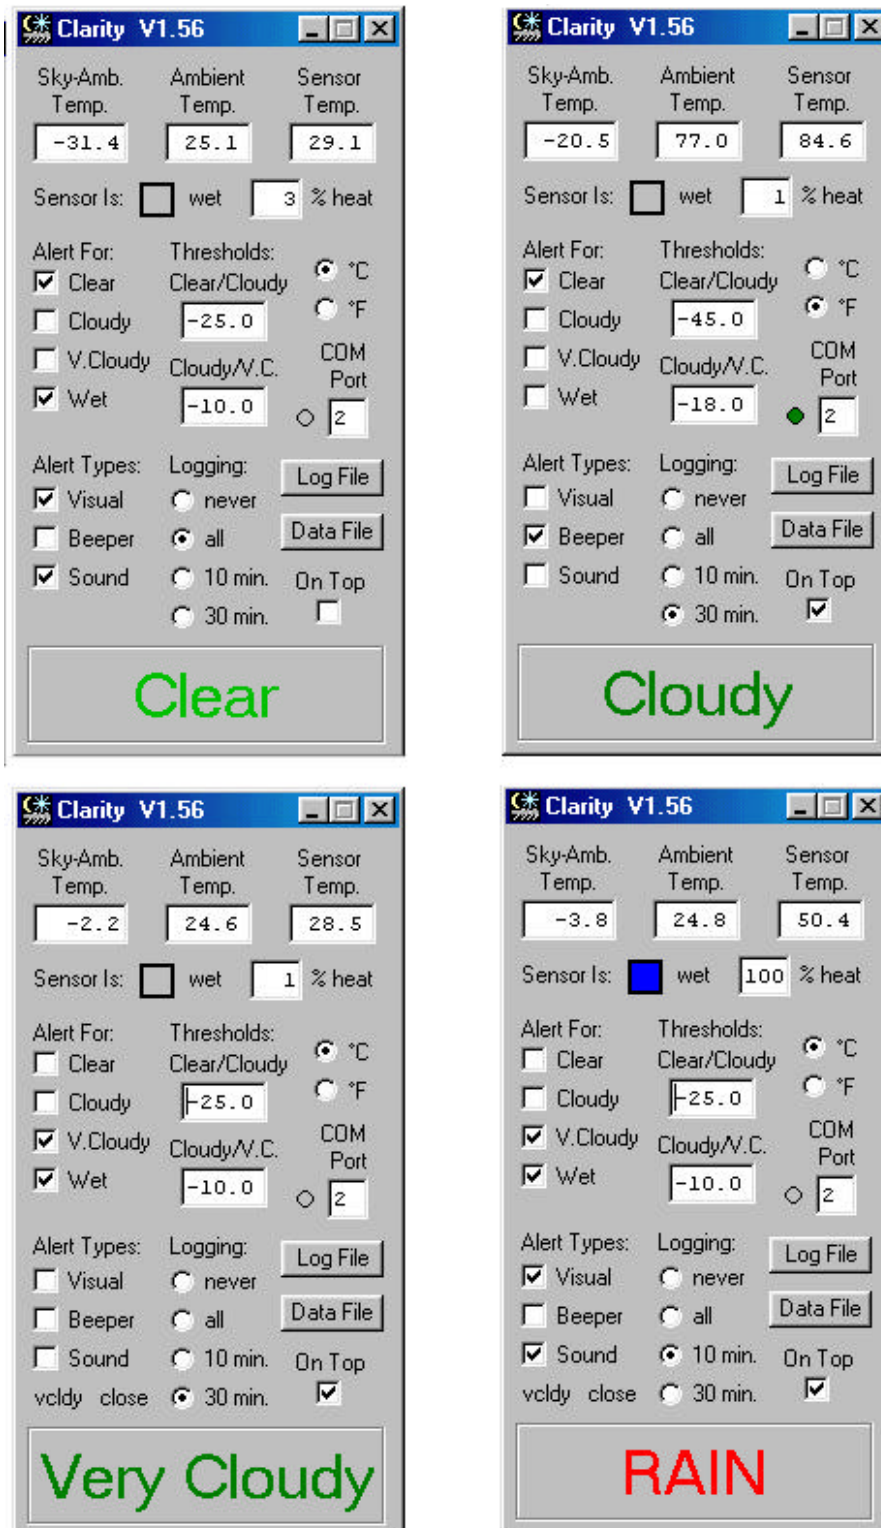 Clarity V1.56
Sky-Amb. Ambient Sensor
Temp. Temp. Temp.
-31.4 25.1 29.1
Sensor Is: wet 3 % heat
Alert For: Thresholds:
Clear Clear/Cloudy °C
Cloudy -25.0 °F
V.Cloudy Cloudy/V.C. COM
Port
Wet -10.0 2
Alert Types: Logging: Log File
Visual never
Beeper all Data File
Sound 10 min. On Top
30 min.
Clear
Clarity V1.56
Sky-Amb. Ambient Sensor
Temp. Temp. Temp.
-20.5 77.0 84.6
Sensor Is: wet 1 % heat
Alert For: Thresholds:
Clear Clear/Cloudy °C
Cloudy -45.0 °F
V.Cloudy Cloudy/V.C. COM
Port
Wet -18.0 2
Alert Types: Logging: Log File
Visual never
Beeper all Data File
Sound 10 min. On Top
30 min.
Cloudy
Clarity V1.56
Sky-Amb. Ambient Sensor
Temp. Temp. Temp.
-2.2 24.6 28.5
Sensor Is: wet 1 % heat
Alert For: Thresholds:
Clear Clear/Cloudy °C
Cloudy -25.0 °F
V.Cloudy Cloudy/V.C. COM
Port
Wet -10.0 2
Alert Types: Logging: Log File
Visual never
Beeper all Data File
Sound 10 min. On Top
vcldy close 30 min.
Very Cloudy
Clarity V1.56
Sky-Amb. Ambient Sensor
Temp. Temp. Temp.
-3.8 24.8 50.4
Sensor Is: wet 100 % heat
Alert For: Thresholds:
Clear Clear/Cloudy °C
Cloudy -25.0 °F
V.Cloudy Cloudy/V.C. COM
Port
Wet -10.0 2
Alert Types: Logging: Log File
Visual never
Beeper all Data File
Sound 10 min. On Top
vcldy close 30 min.
RAIN